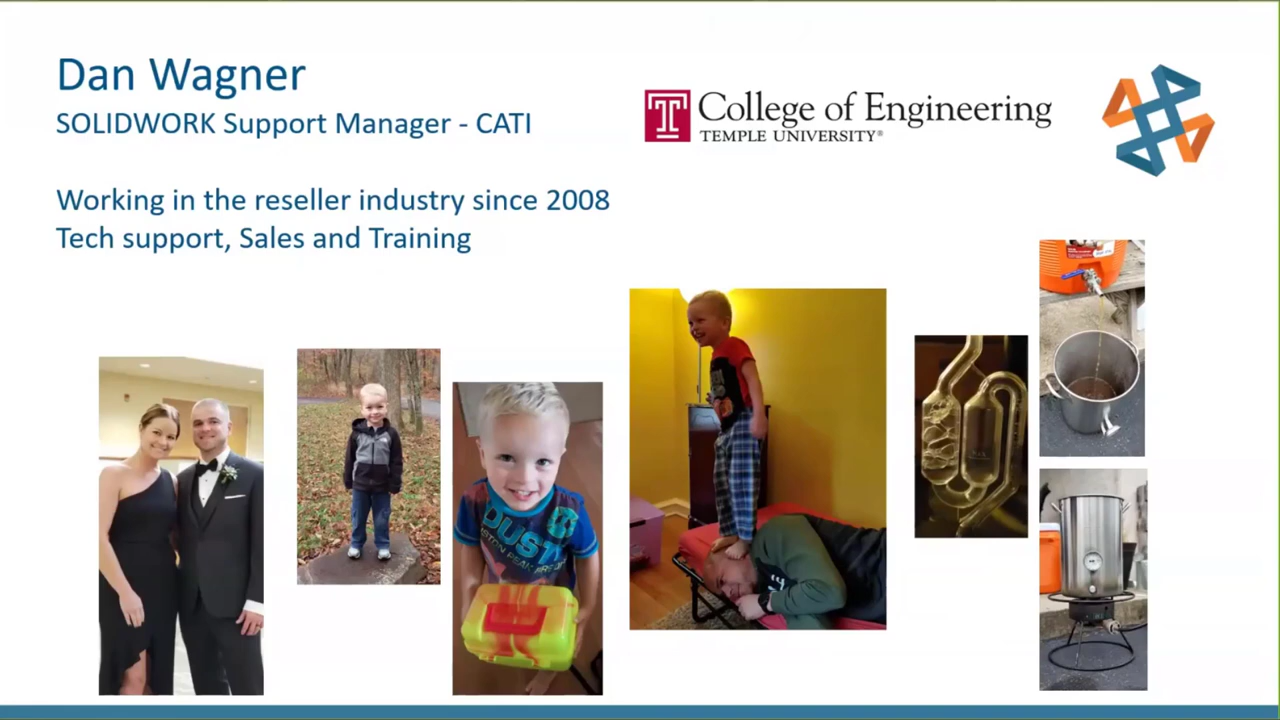 Dan Wagner
SOLIDWORK Support Manager - CATI
College of Engineering
TEMPLE UNIVERSITY®
Working in the reseller industry since 2008
Tech support, Sales and Training
DUST